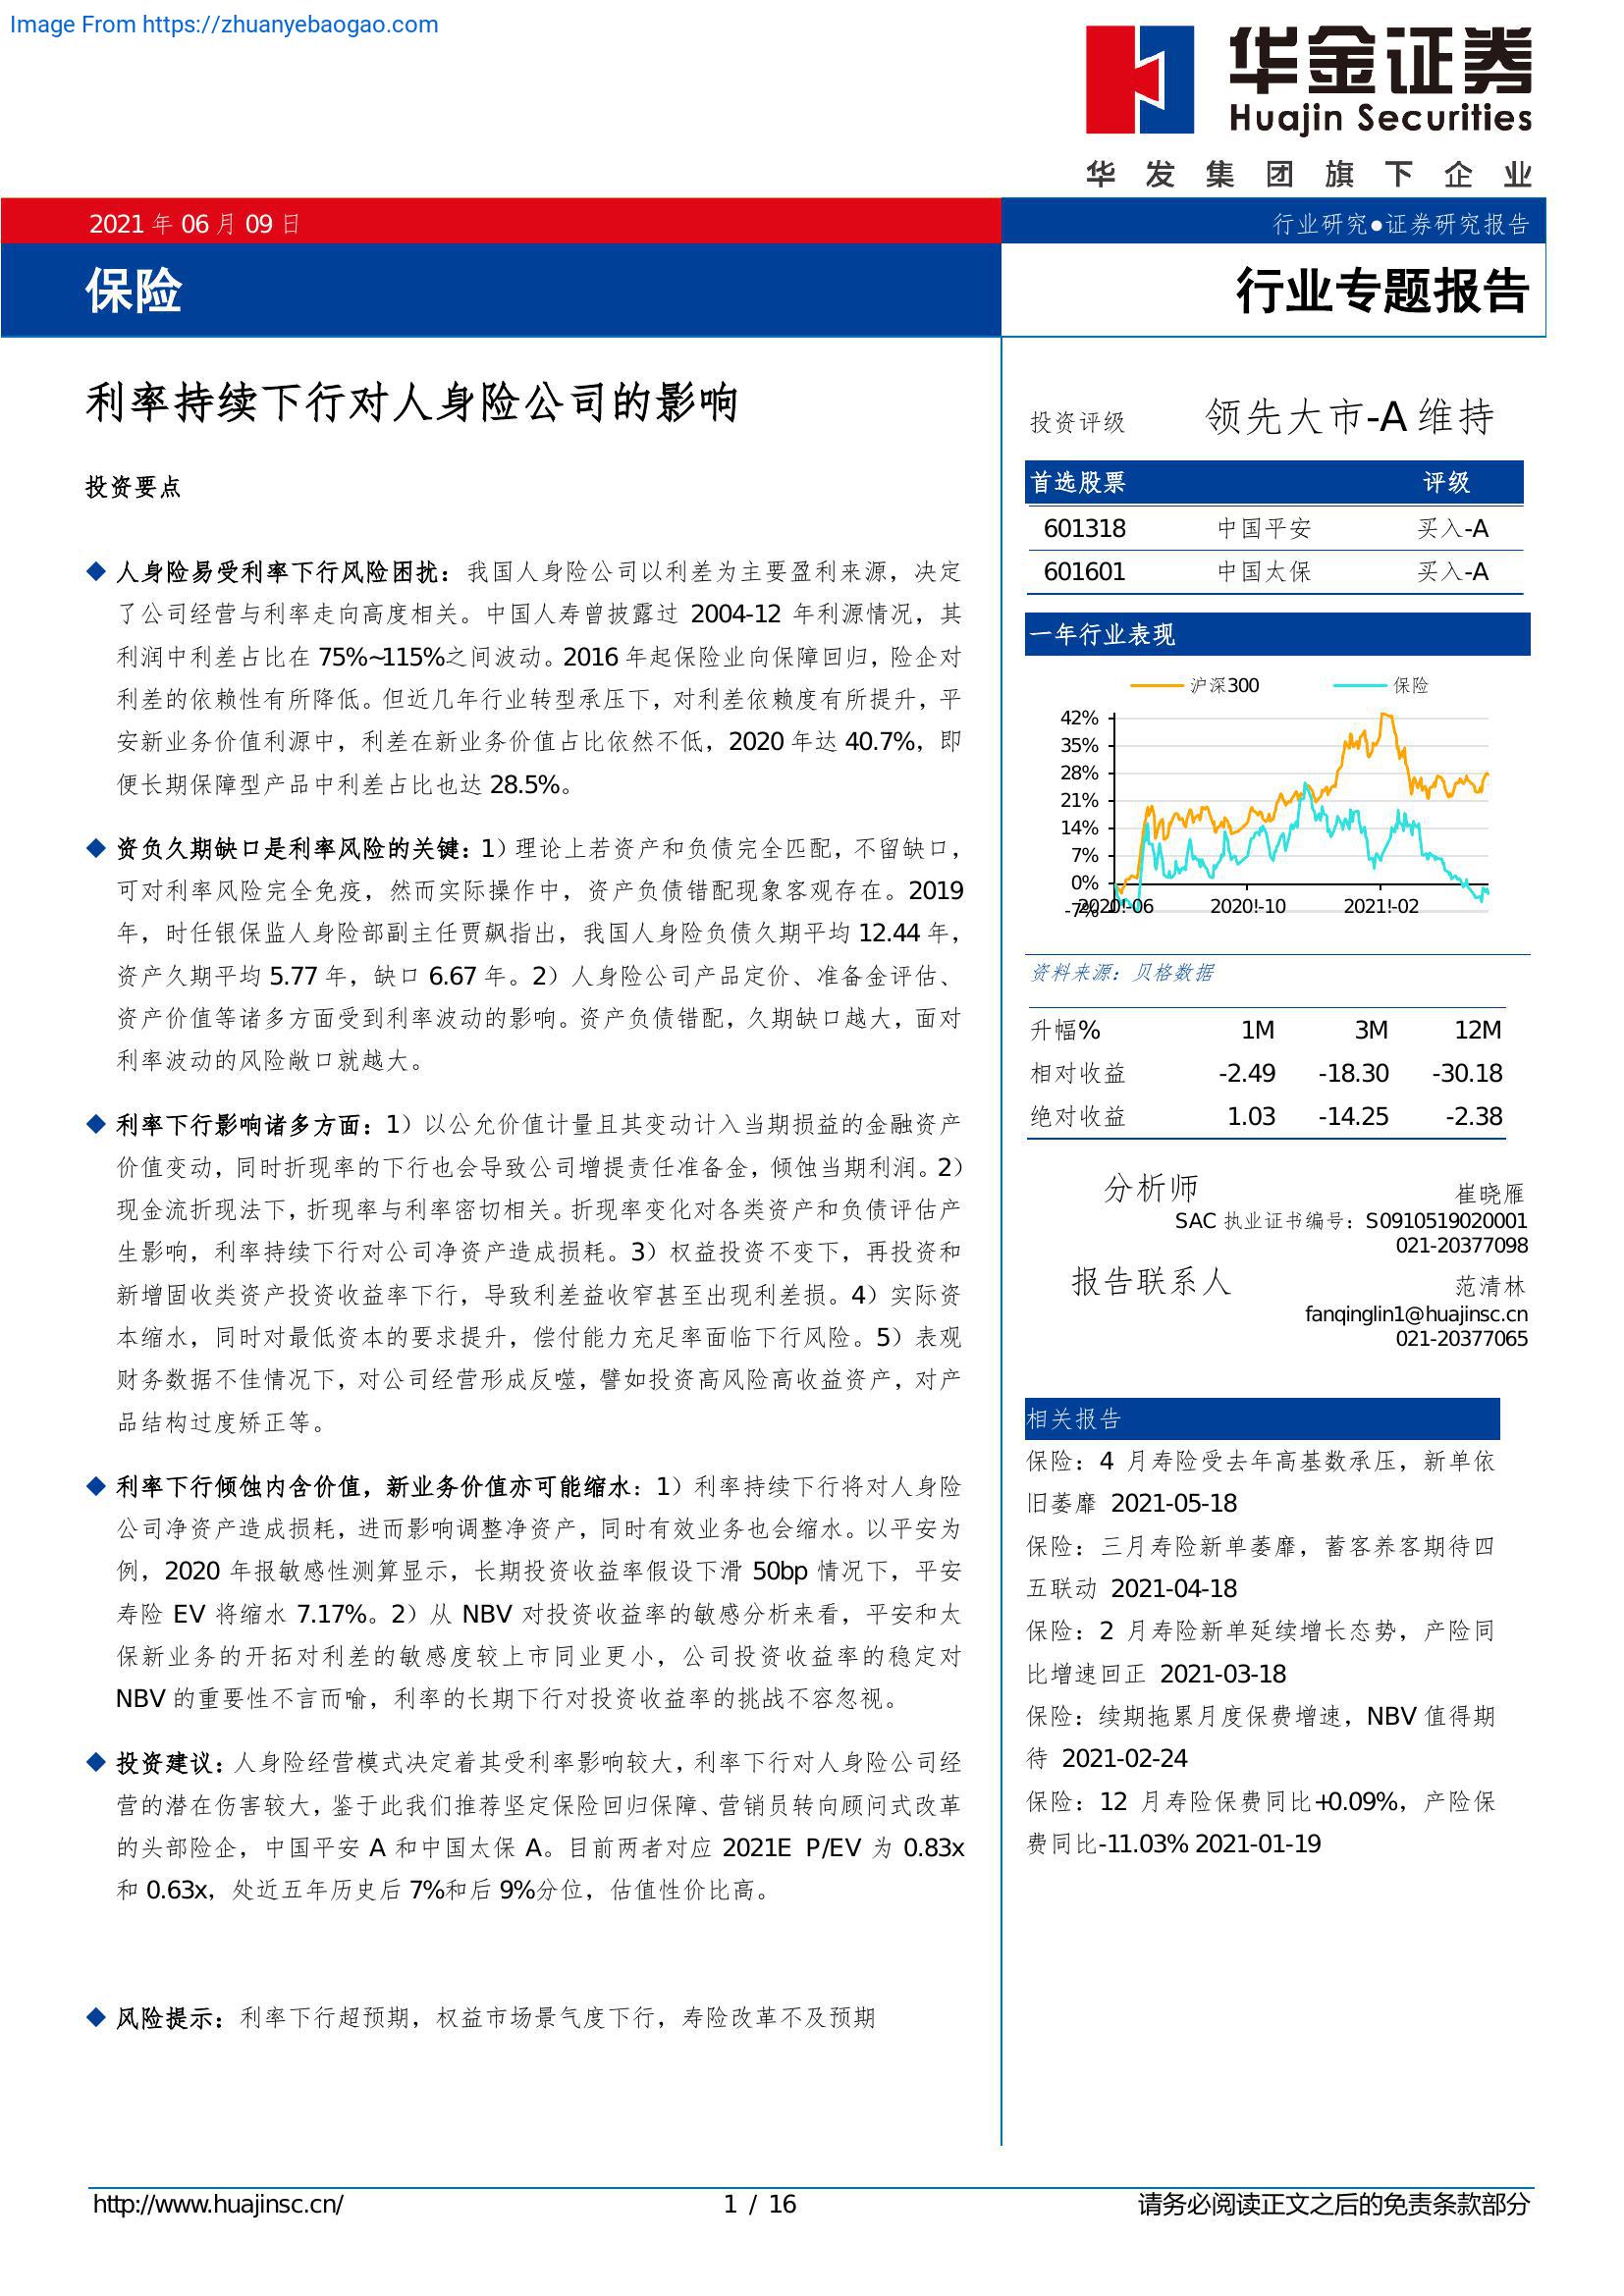 Image From https://zhuanyebaogao.com
华金证券
Huajin Securities
华发集团旗下企业
2021 年 06 月 09 日
行业研究●证券研究报告
保险
行业专题报告
利率持续下行对人身险公司的影响
投资要点
◆ 人身险易受利率下行风险困扰：我国人身险公司以利差为主要盈利来源，决定
了公司经营与利率走向高度相关。中国人寿曾披露过 2004-12 年利源情况，其
利润中利差占比在 75%~115%之间波动。2016 年起保险业向保障回归，险企对
利差的依赖性有所降低。但近几年行业转型承压下，对利差依赖度有所提升，平
安新业务价值利源中，利差在新业务价值占比依然不低，2020 年达 40.7%，即
便长期保障型产品中利差占比也达 28.5%。
◆ 资负久期缺口是利率风险的关键：1）理论上若资产和负债完全匹配，不留缺口，
可对利率风险完全免疫，然而实际操作中，资产负债错配现象客观存在。2019
年，时任银保监人身险部副主任贾飙指出，我国人身险负债久期平均 12.44 年，
资产久期平均 5.77 年，缺口 6.67 年。2）人身险公司产品定价、准备金评估、
资产价值等诸多方面受到利率波动的影响。资产负债错配，久期缺口越大，面对
利率波动的风险敞口就越大。
◆ 利率下行影响诸多方面：1）以公允价值计量且其变动计入当期损益的金融资产
价值变动，同时折现率的下行也会导致公司增提责任准备金，倾蚀当期利润。2）
现金流折现法下，折现率与利率密切相关。折现率变化对各类资产和负债评估产
生影响，利率持续下行对公司净资产造成损耗。3）权益投资不变下，再投资和
新增固收类资产投资收益率下行，导致利差益收窄甚至出现利差损。4）实际资
本缩水，同时对最低资本的要求提升，偿付能力充足率面临下行风险。5）表观
财务数据不佳情况下，对公司经营形成反噬，譬如投资高风险高收益资产，对产
品结构过度矫正等。
◆ 利率下行倾蚀内含价值，新业务价值亦可能缩水：1）利率持续下行将对人身险
公司净资产造成损耗，进而影响调整净资产，同时有效业务也会缩水。以平安为
例，2020 年报敏感性测算显示，长期投资收益率假设下滑 50bp 情况下，平安
寿险 EV 将缩水 7.17%。2）从 NBV 对投资收益率的敏感分析来看，平安和太
保新业务的开拓对利差的敏感度较上市同业更小，公司投资收益率的稳定对
NBV 的重要性不言而喻，利率的长期下行对投资收益率的挑战不容忽视。
◆ 投资建议：人身险经营模式决定着其受利率影响较大，利率下行对人身险公司经
营的潜在伤害较大，鉴于此我们推荐坚定保险回归保障、营销员转向顾问式改革
的头部险企，中国平安 A 和中国太保 A。目前两者对应 2021E P/EV 为 0.83x
和 0.63x，处近五年历史后 7%和后 9%分位，估值性价比高。
◆ 风险提示：利率下行超预期，权益市场景气度下行，寿险改革不及预期
投资评级 领先大市-A 维持
首选股票 评级
601318 中国平安 买入-A
601601 中国太保 买入-A
一年行业表现
沪深300 保险
42%
35%
28%
21%
14%
7%
0%
-7%
2020!-06 2020!-10 2021!-02
资料来源：贝格数据
升幅% 1M 3M 12M
相对收益 -2.49 -18.30 -30.18
绝对收益 1.03 -14.25 -2.38
分析师 崔晓雁
SAC 执业证书编号：S0910519020001
021-20377098
报告联系人 范清林
fanqinglin1@huajinsc.cn
021-20377065
相关报告
保险：4 月寿险受去年高基数承压，新单依
旧萎靡 2021-05-18
保险：三月寿险新单萎靡，蓄客养客期待四
五联动 2021-04-18
保险：2 月寿险新单延续增长态势，产险同
比增速回正 2021-03-18
保险：续期拖累月度保费增速，NBV 值得期
待 2021-02-24
保险：12 月寿险保费同比+0.09%，产险保
费同比-11.03% 2021-01-19
http://www.huajinsc.cn/ 1 / 16 请务必阅读正文之后的免责条款部分